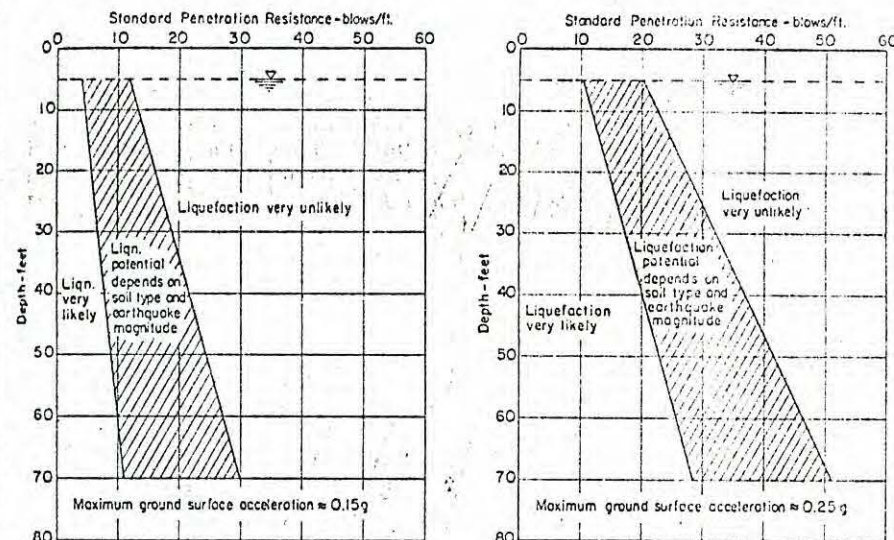 Standard Penetration Resistance - blows/ft.
0 10 20 30 40 50 60
0
10
20
30
40
50
60
70
80
Depth - feet
Liquefaction very unlikely
Liqn.
potential
depends on
soil type and
earthquake
magnitude
Liqn.
very
likely
Maximum ground surface acceleration ≈ 0.15g
Standard Penetration Resistance - blows/ft.
0 10 20 30 40 50 60
0
10
20
30
40
50
60
70
80
Depth - feet
Liquefaction
very unlikely
Liquefaction
potential
depends on
soil type and
earthquake
magnitude
Liquefaction
very likely
Maximum ground surface acceleration ≈ 0.25g